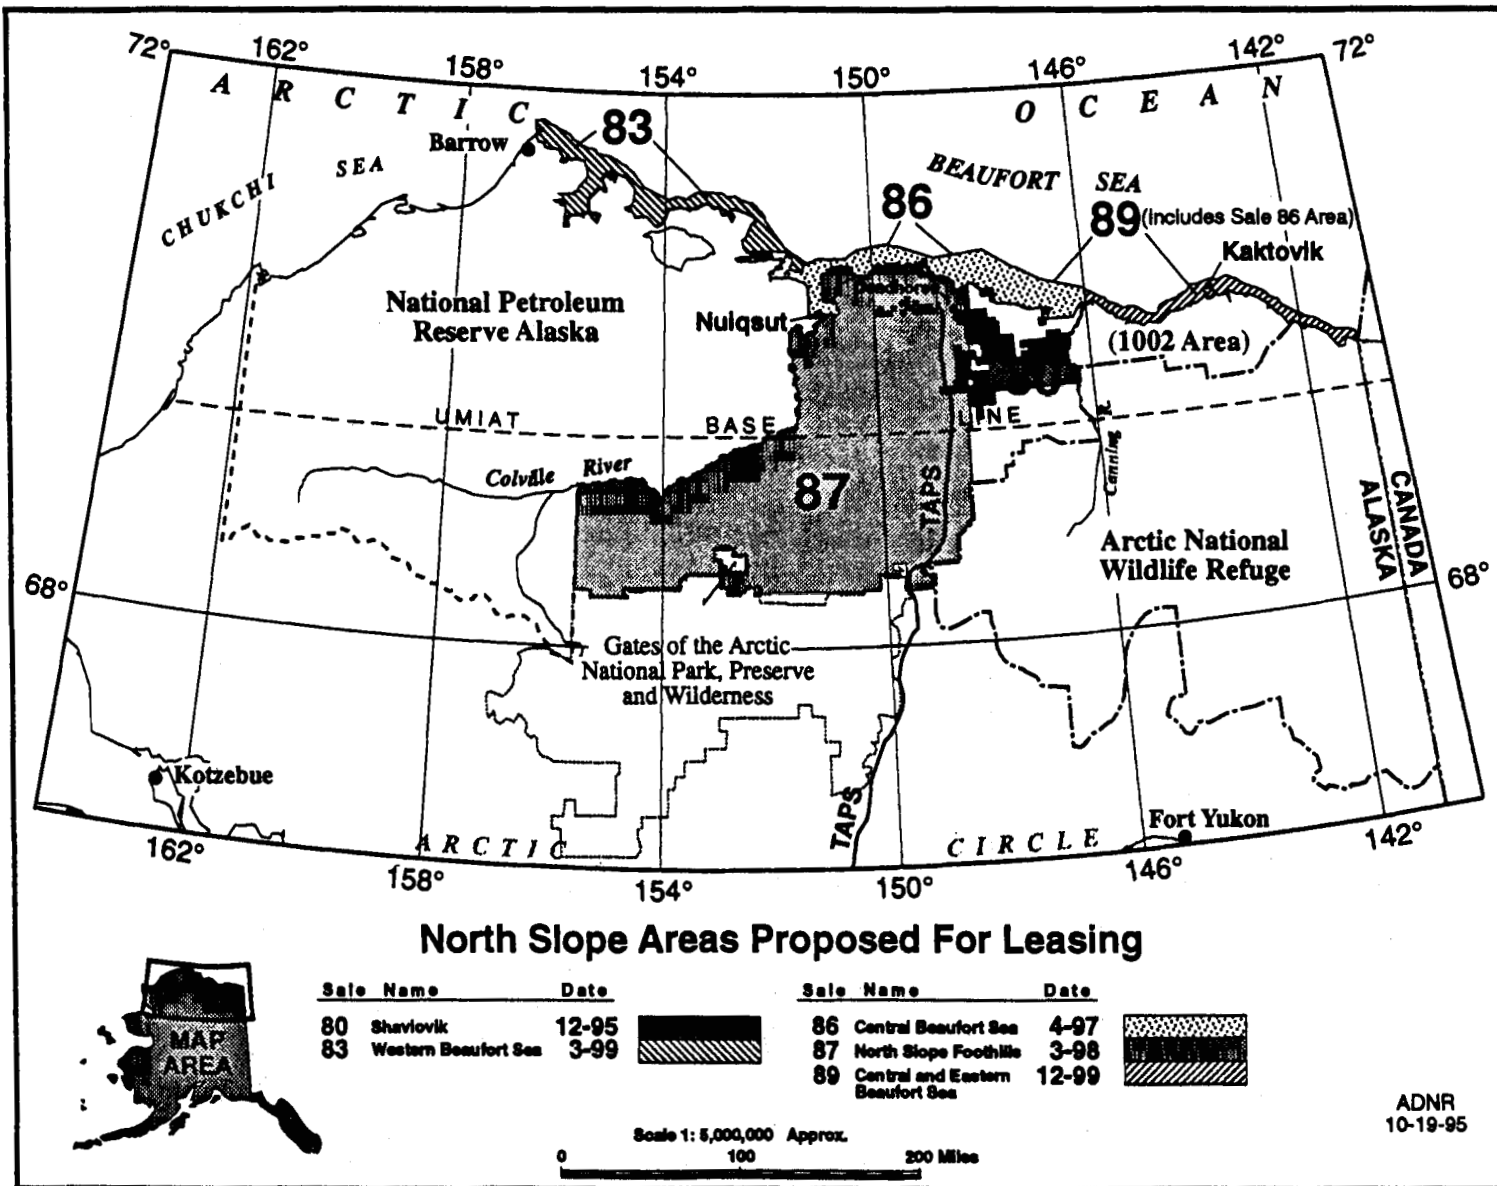 72° 162° 158° 154° 150° 146° 142° 72°
ARCTIC OCEAN
Barrow
83
CHUKCHI SEA
BEAUFORT SEA
86
89 (includes Sale 86 Area)
Kaktovik
National Petroleum
Reserve Alaska
Nuiqsut
(1002 Area)
UMIAT BASE LINE
Colville River
87
TAPS
Canning R.
CANADA
ALASKA
Arctic National
Wildlife Refuge
68° 68°
Gates of the Arctic
National Park, Preserve
and Wilderness
Kotzebue
TAPS
Fort Yukon
ARCTIC CIRCLE
162° 158° 154° 150° 146° 142°
North Slope Areas Proposed For Leasing
Sale Name Date
80 Shaviovik 12-95
83 Western Beaufort Sea 3-99
Sale Name Date
86 Central Beaufort Sea 4-97
87 North Slope Foothills 3-98
89 Central and Eastern 12-99
Beaufort Sea
MAP
AREA
ADNR
10-19-95
Scale 1: 5,000,000 Approx.
0 100 200 Miles